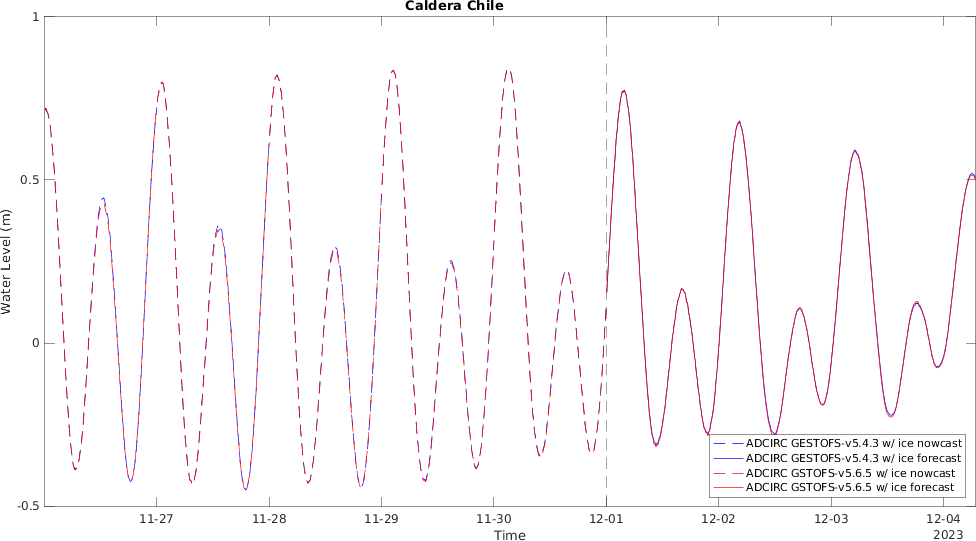 Caldera Chile
1
0.5
0
-0.5
Water Level (m)
11-27
11-28
11-29
11-30
12-01
12-02
12-03
12-04
2023
Time
ADCIRC GESTOFS-v5.4.3 w/ ice nowcast
ADCIRC GESTOFS-v5.4.3 w/ ice forecast
ADCIRC GSTOFS-v5.6.5 w/ ice nowcast
ADCIRC GSTOFS-v5.6.5 w/ ice forecast